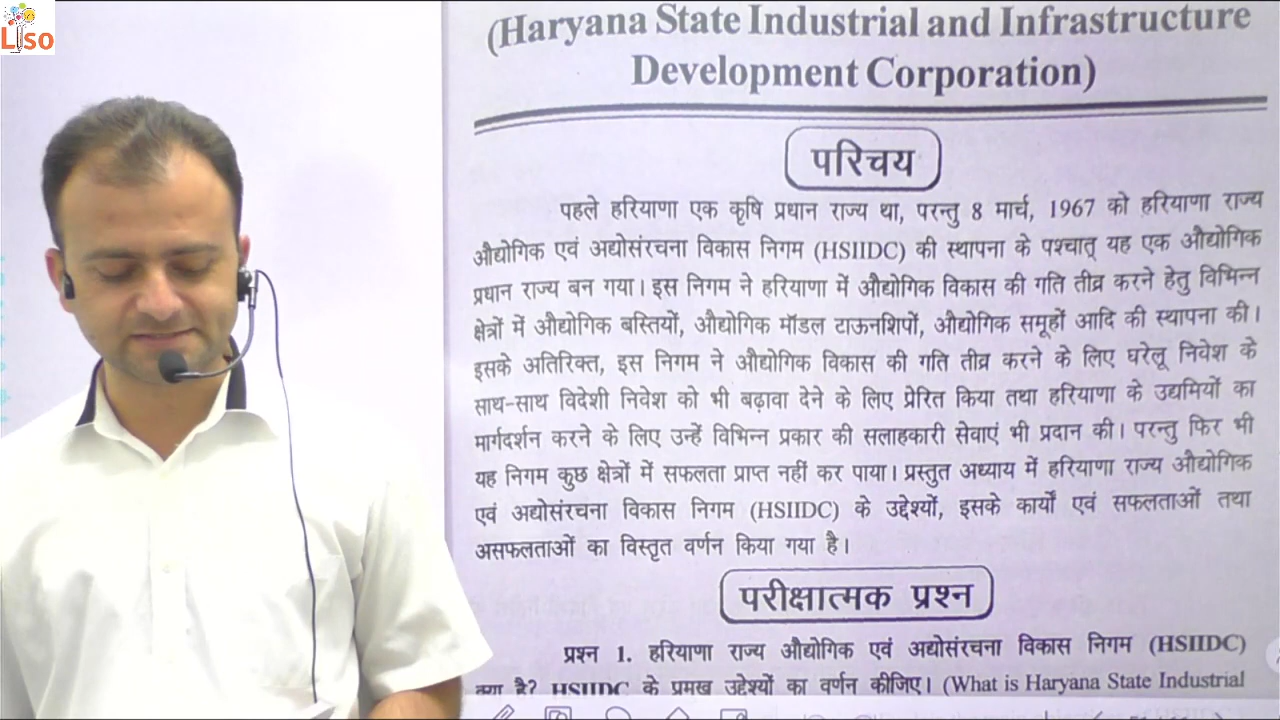 Liso
(Haryana State Industrial and Infrastructure
Development Corporation)
परिचय
पहले हरियाणा एक कृषि प्रधान राज्य था, परन्तु 8 मार्च, 1967 को हरियाणा राज्य
औद्योगिक एवं अद्योसंरचना विकास निगम (HSIIDC) की स्थापना के पश्चात् यह एक औद्योगिक
प्रधान राज्य बन गया। इस निगम ने हरियाणा में औद्योगिक विकास की गति तीव्र करने हेतु विभिन्न
क्षेत्रों में औद्योगिक बस्तियों, औद्योगिक मॉडल टाऊनशिपों, औद्योगिक समूहों आदि की स्थापना की।
इसके अतिरिक्त, इस निगम ने औद्योगिक विकास की गति तीव्र करने के लिए घरेलू निवेश के
साथ-साथ विदेशी निवेश को भी बढ़ावा देने के लिए प्रेरित किया तथा हरियाणा के उद्यमियों का
मार्गदर्शन करने के लिए उन्हें विभिन्न प्रकार की सलाहकारी सेवाएं भी प्रदान की। परन्तु फिर भी
यह निगम कुछ क्षेत्रों में सफलता प्राप्त नहीं कर पाया। प्रस्तुत अध्याय में हरियाणा राज्य औद्योगिक
एवं अद्योसंरचना विकास निगम (HSIIDC) के उद्देश्यों, इसके कार्यों एवं सफलताओं तथा
असफलताओं का विस्तृत वर्णन किया गया है।
परीक्षात्मक प्रश्न
प्रश्न 1. हरियाणा राज्य औद्योगिक एवं अद्योसंरचना विकास निगम (HSIIDC)
क्या है? HSIIDC के प्रमुख उद्देश्यों का वर्णन कीजिए। (What is Haryana State Industrial